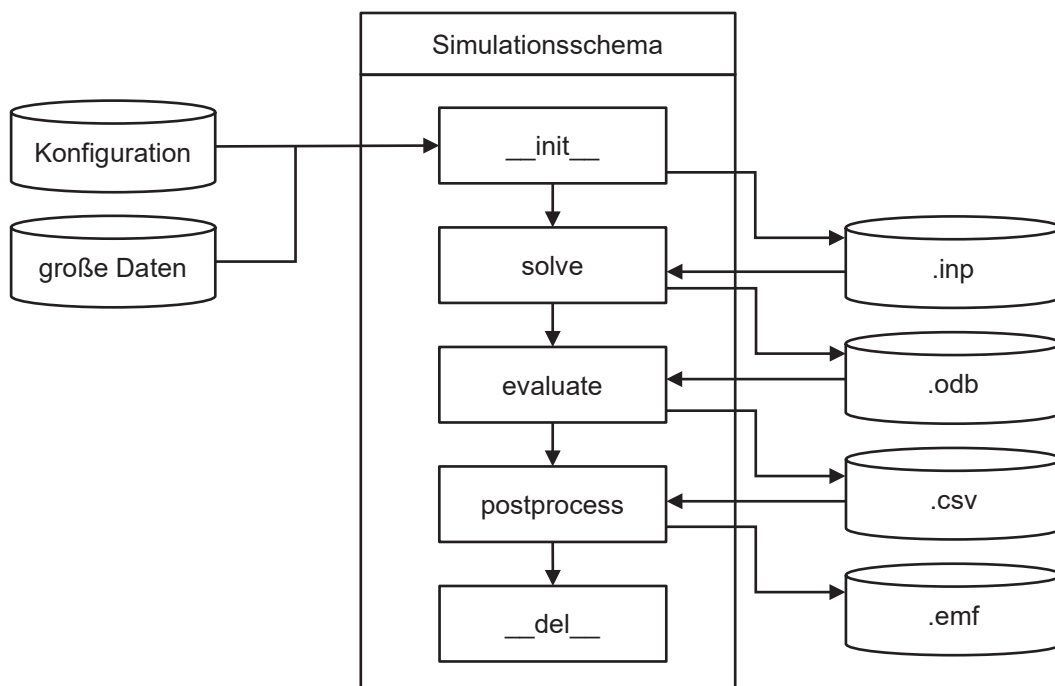 Simulationsschema
Konfiguration
große Daten
__init__
solve
evaluate
postprocess
__del__
.inp
.odb
.csv
.emf